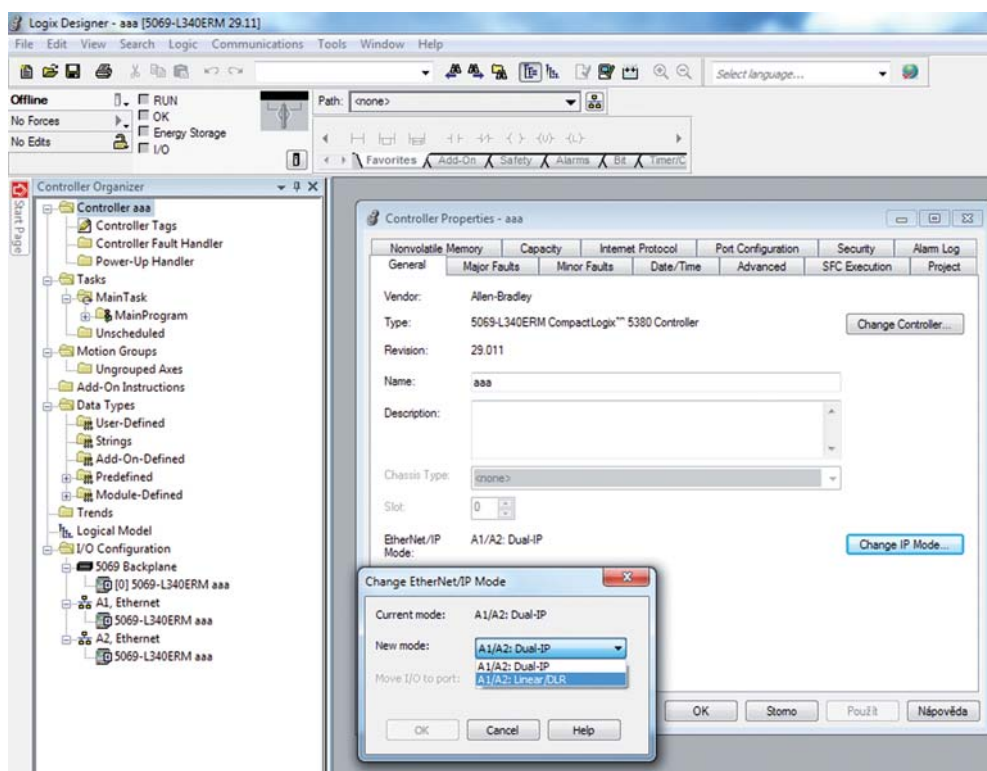 Logix Designer - aaa [5069-L340ERM 29.11]
File Edit View Search Logic Communications Tools Window Help
Select language...
Offline
RUN
Path: <none>
No Forces
OK
No Edits
Energy Storage
I/O
Favorites Add-On Safety Alarms Bit Timer/C
Start Page
Controller Organizer
Controller aaa
Controller Tags
Controller Fault Handler
Power-Up Handler
Tasks
MainTask
MainProgram
Unscheduled
Motion Groups
Ungrouped Axes
Add-On Instructions
Data Types
User-Defined
Strings
Add-On-Defined
Predefined
Module-Defined
Trends
Logical Model
I/O Configuration
5069 Backplane
[0] 5069-L340ERM aaa
A1, Ethernet
5069-L340ERM aaa
A2, Ethernet
5069-L340ERM aaa
Controller Properties - aaa
Nonvolatile Memory Capacity Internet Protocol Port Configuration Security Alarm Log
General Major Faults Minor Faults Date/Time Advanced SFC Execution Project
Vendor: Allen-Bradley
Type: 5069-L340ERM CompactLogix™ 5380 Controller Change Controller...
Revision: 29.011
Name: aaa
Description:
Chassis Type: <none>
Slot: 0
EtherNet/IP Mode: A1/A2: Dual-IP Change IP Mode...
OK Storno Použít Nápověda
Change EtherNet/IP Mode
Current mode: A1/A2: Dual-IP
New mode: A1/A2: Dual-IP
A1/A2: Dual-IP
Move I/O to port: A1/A2: Linear/DLR
OK Cancel Help